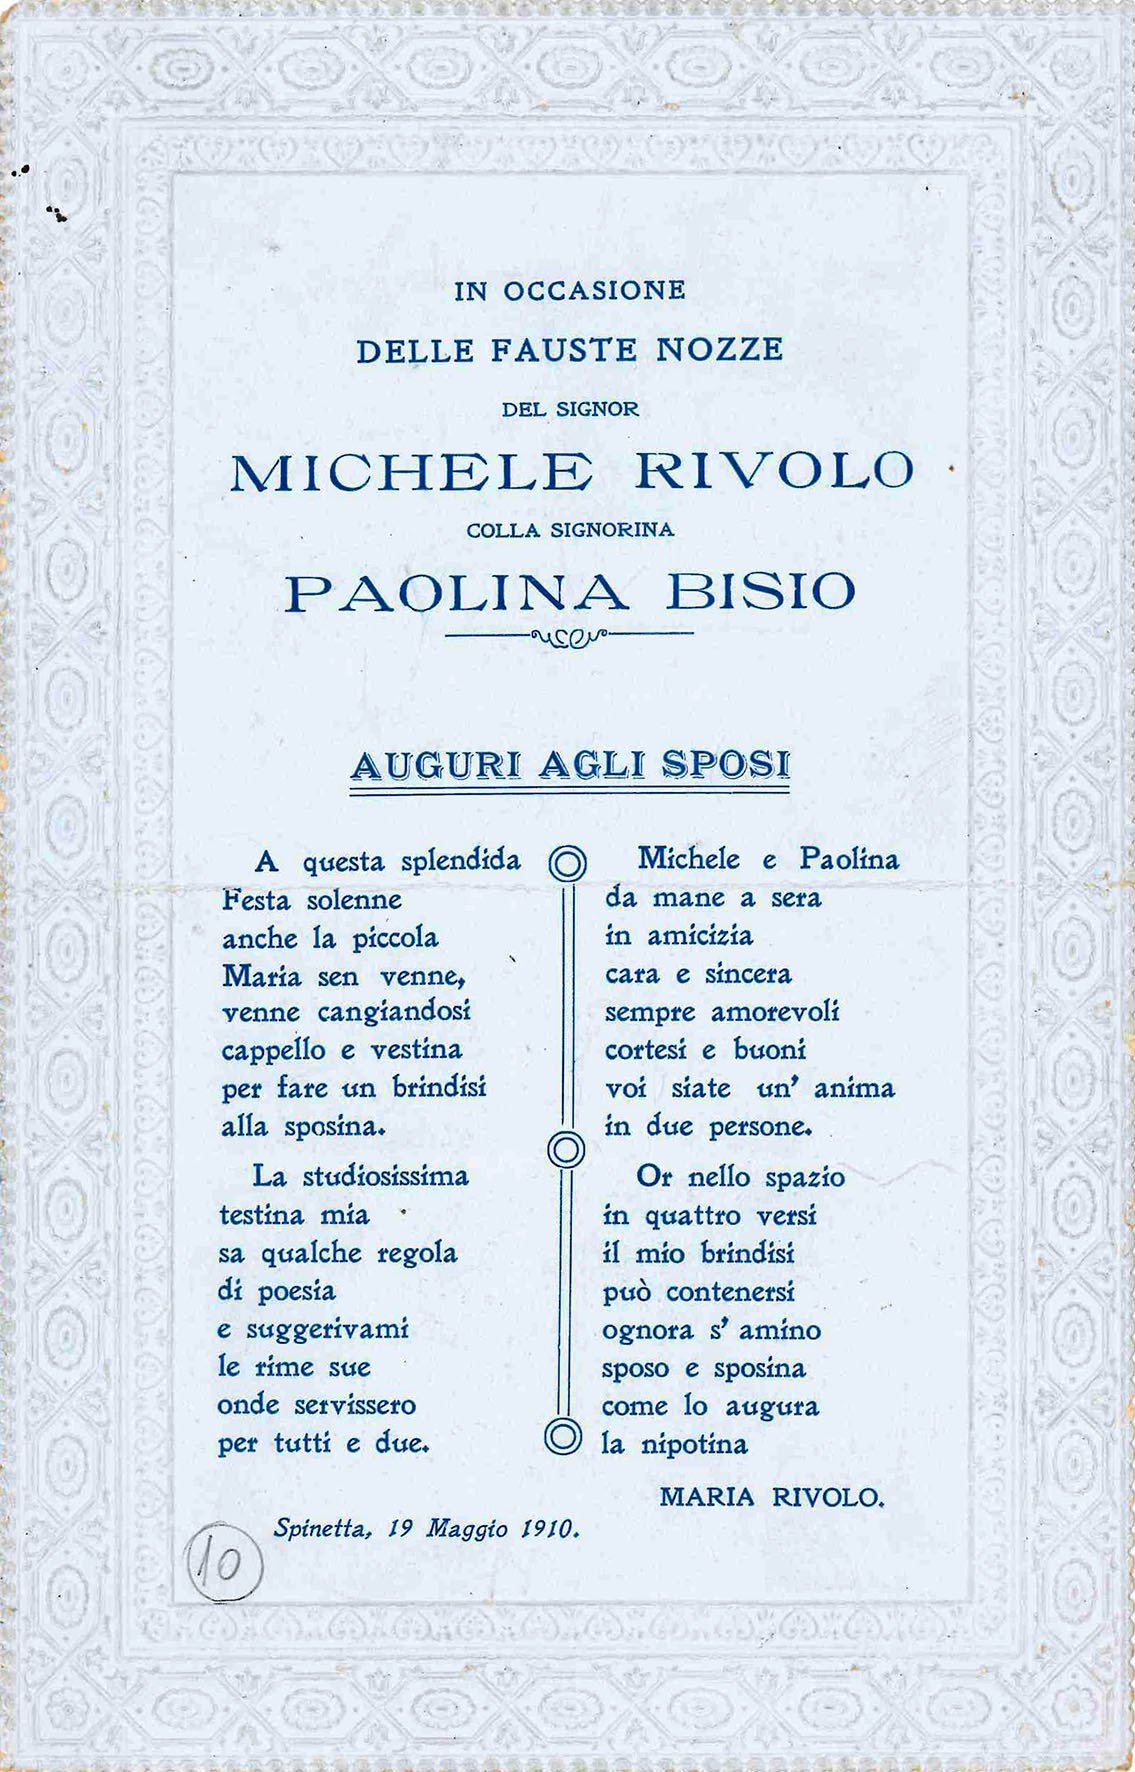 IN OCCASIONE
DELLE FAUSTE NOZZE
DEL SIGNOR
MICHELE RIVOLO
COLLA SIGNORINA
PAOLINA BISIO
AUGURI AGLI SPOSI
A questa splendida
Festa solenne
anche la piccola
Maria sen venne,
venne cangiandosi
cappello e vestina
per fare un brindisi
alla sposina.
La studiosissima
testina mia
sa qualche regola
di poesia
e suggerivami
le rime sue
onde servissero
per tutti e due.
Michele e Paolina
da mane a sera
in amicizia
cara e sincera
sempre amorevoli
cortesi e buoni
voi siate un' anima
in due persone.
Or nello spazio
in quattro versi
il mio brindisi
può contenersi
ognora s' amino
sposo e sposina
come lo augura
la nipotina
MARIA RIVOLO.
Spinetta, 19 Maggio 1910.
10